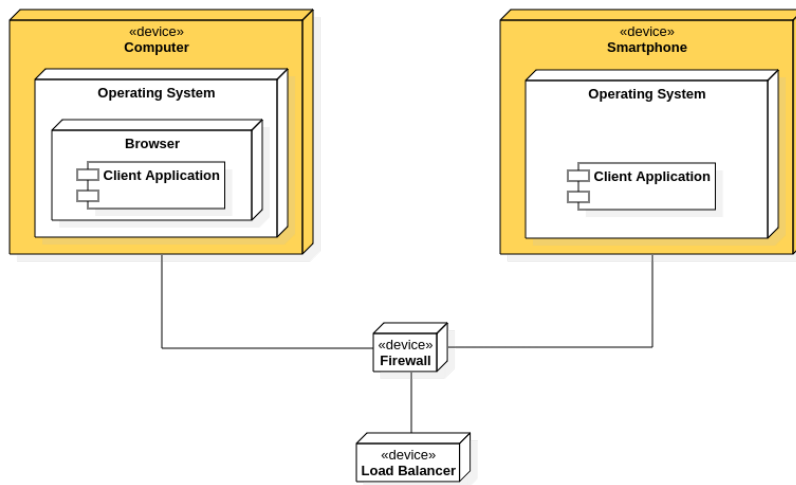 «device»
Computer
Operating System
Browser
Client Application
«device»
Smartphone
Operating System
Client Application
«device»
Firewall
«device»
Load Balancer